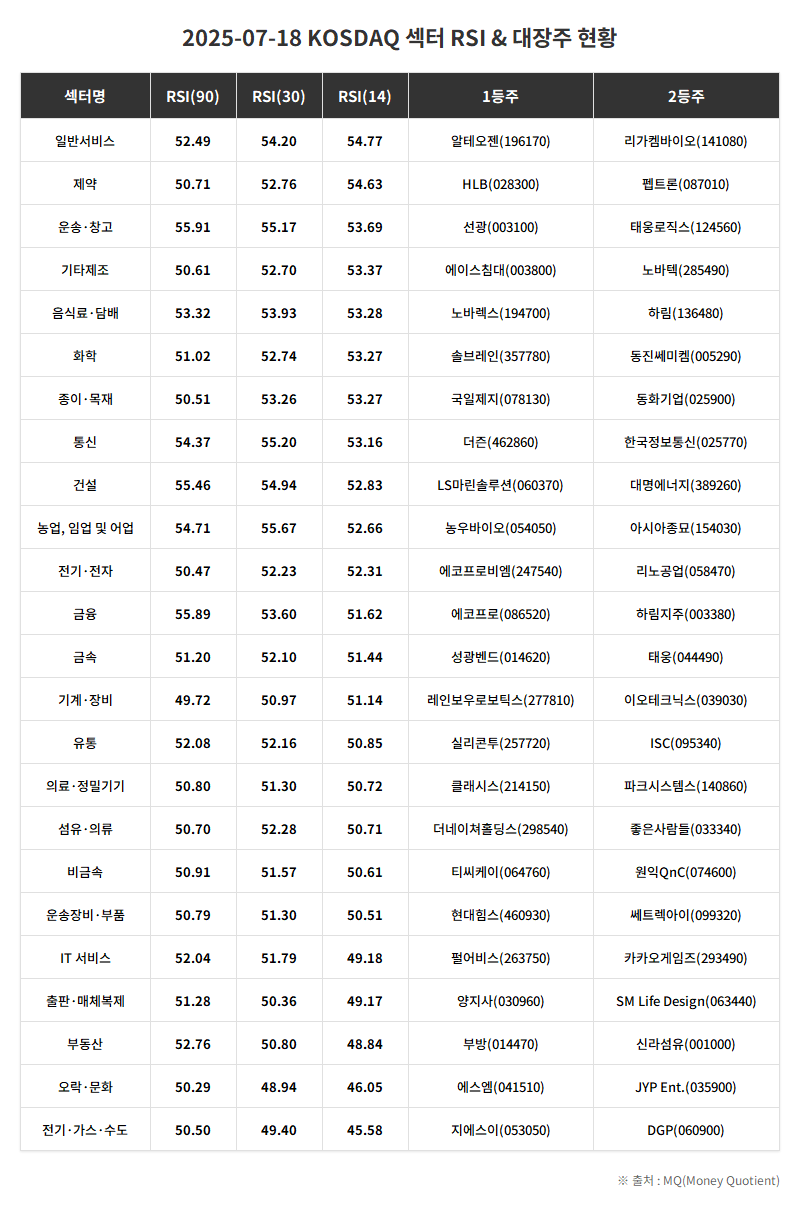 2025-07-18 KOSDAQ 섹터 RSI & 대장주 현황
섹터명 RSI(90) RSI(30) RSI(14) 1등주 2등주
일반서비스 52.49 54.20 54.77 알테오젠(196170) 리가켐바이오(141080)
제약 50.71 52.76 54.63 HLB(028300) 펩트론(087010)
운송·창고 55.91 55.17 53.69 선광(003100) 태웅로직스(124560)
기타제조 50.61 52.70 53.37 에이스침대(003800) 노바텍(285490)
음식료·담배 53.32 53.93 53.28 노바렉스(194700) 하림(136480)
화학 51.02 52.74 53.27 솔브레인(357780) 동진쎄미켐(005290)
종이·목재 50.51 53.26 53.27 국일제지(078130) 동화기업(025900)
통신 54.37 55.20 53.16 더즌(462860) 한국정보통신(025770)
건설 55.46 54.94 52.83 LS마린솔루션(060370) 대명에너지(389260)
농업, 임업 및 어업 54.71 55.67 52.66 농우바이오(054050) 아시아종묘(154030)
전기·전자 50.47 52.23 52.31 에코프로비엠(247540) 리노공업(058470)
금융 55.89 53.60 51.62 에코프로(086520) 하림지주(003380)
금속 51.20 52.10 51.44 성광벤드(014620) 태웅(044490)
기계·장비 49.72 50.97 51.14 레인보우로보틱스(277810) 이오테크닉스(039030)
유통 52.08 52.16 50.85 실리콘투(257720) ISC(095340)
의료·정밀기기 50.80 51.30 50.72 클래시스(214150) 파크시스템스(140860)
섬유·의류 50.70 52.28 50.71 더네이쳐홀딩스(298540) 좋은사람들(033340)
비금속 50.91 51.57 50.61 티씨케이(064760) 원익QnC(074600)
운송장비·부품 50.79 51.30 50.51 현대힘스(460930) 쎄트렉아이(099320)
IT 서비스 52.04 51.79 49.18 펄어비스(263750) 카카오게임즈(293490)
출판·매체복제 51.28 50.36 49.17 양지사(030960) SM Life Design(063440)
부동산 52.76 50.80 48.84 부방(014470) 신라섬유(001000)
오락·문화 50.29 48.94 46.05 에스엠(041510) JYP Ent.(035900)
전기·가스·수도 50.50 49.40 45.58 지에스이(053050) DGP(060900)
※ 출처 : MQ(Money Quotient)